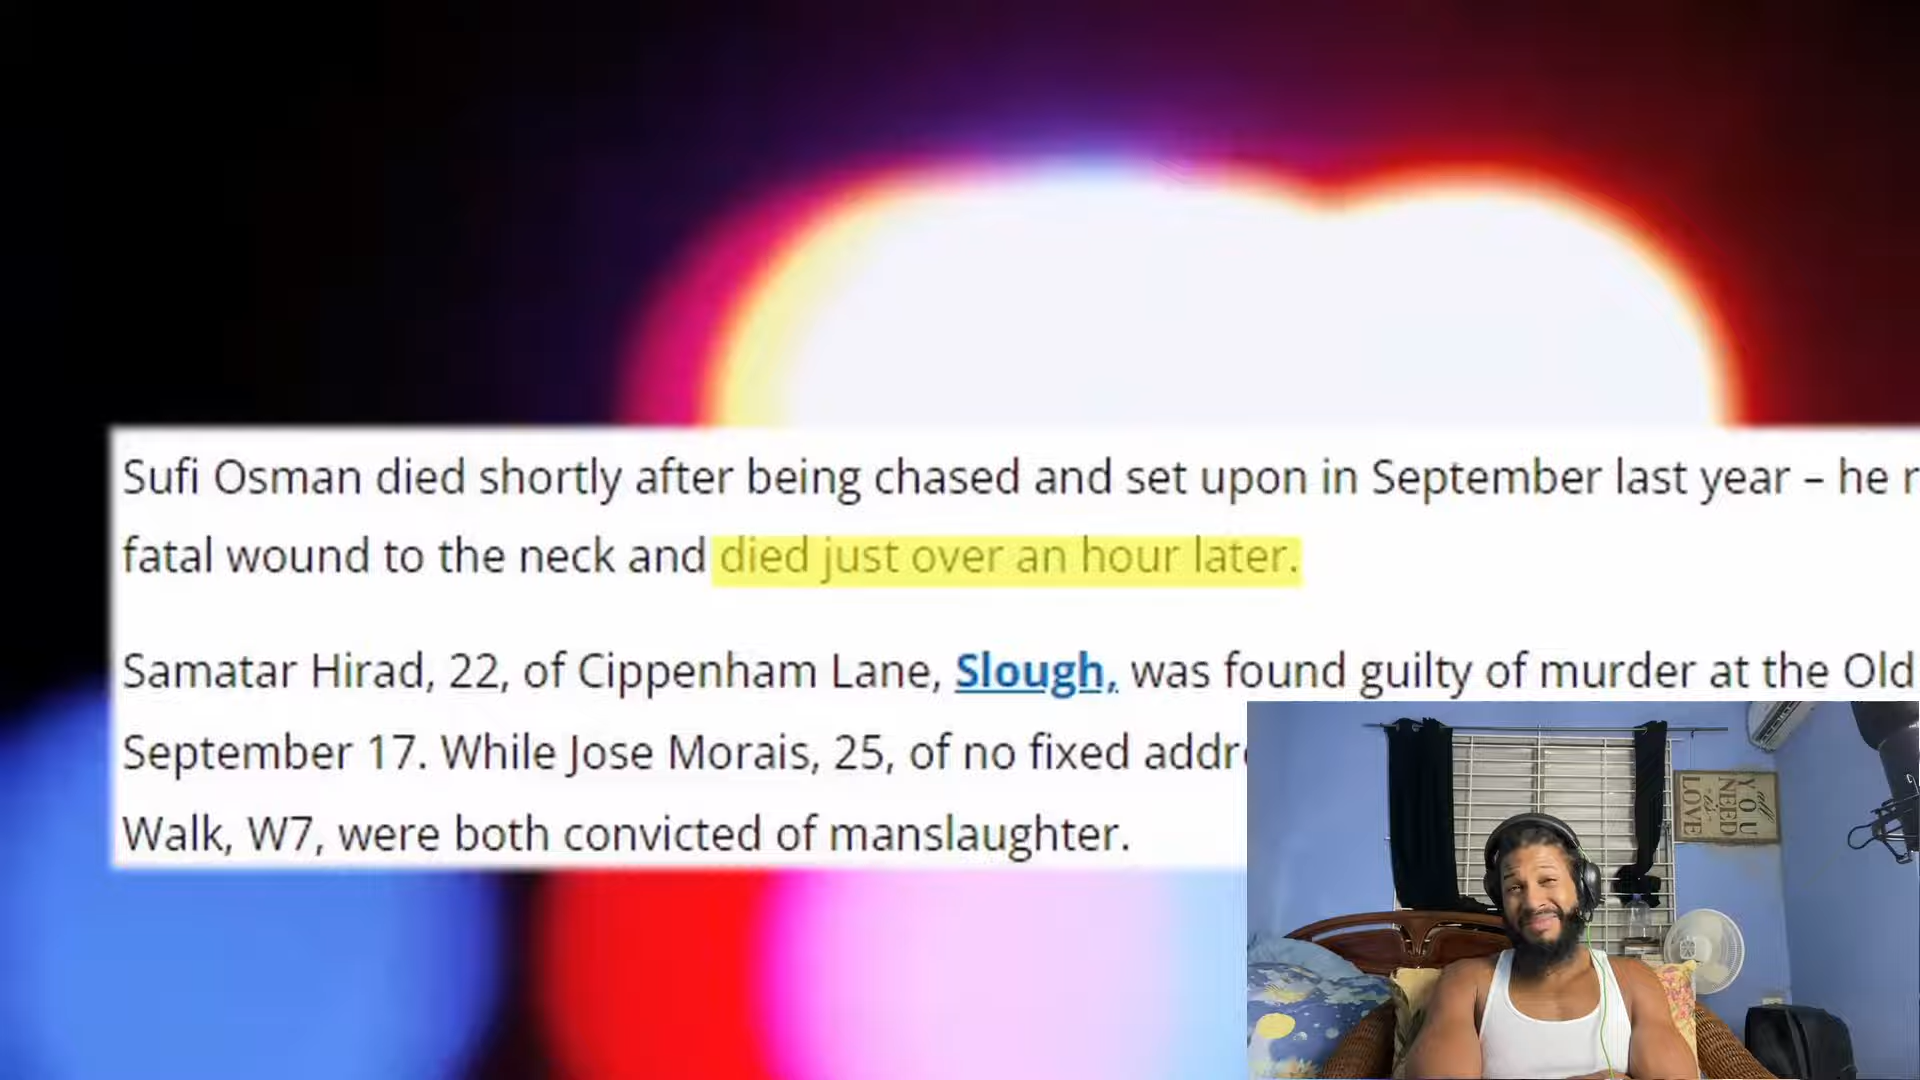 Sufi Osman died shortly after being chased and set upon in September last year – he
fatal wound to the neck and died just over an hour later.
Samatar Hirad, 22, of Cippenham Lane, Slough, was found guilty of murder at the Old
September 17. While Jose Morais, 25, of no fixed
Walk, W7, were both convicted of manslaughter.
all
YOU
NEED
is
LOVE